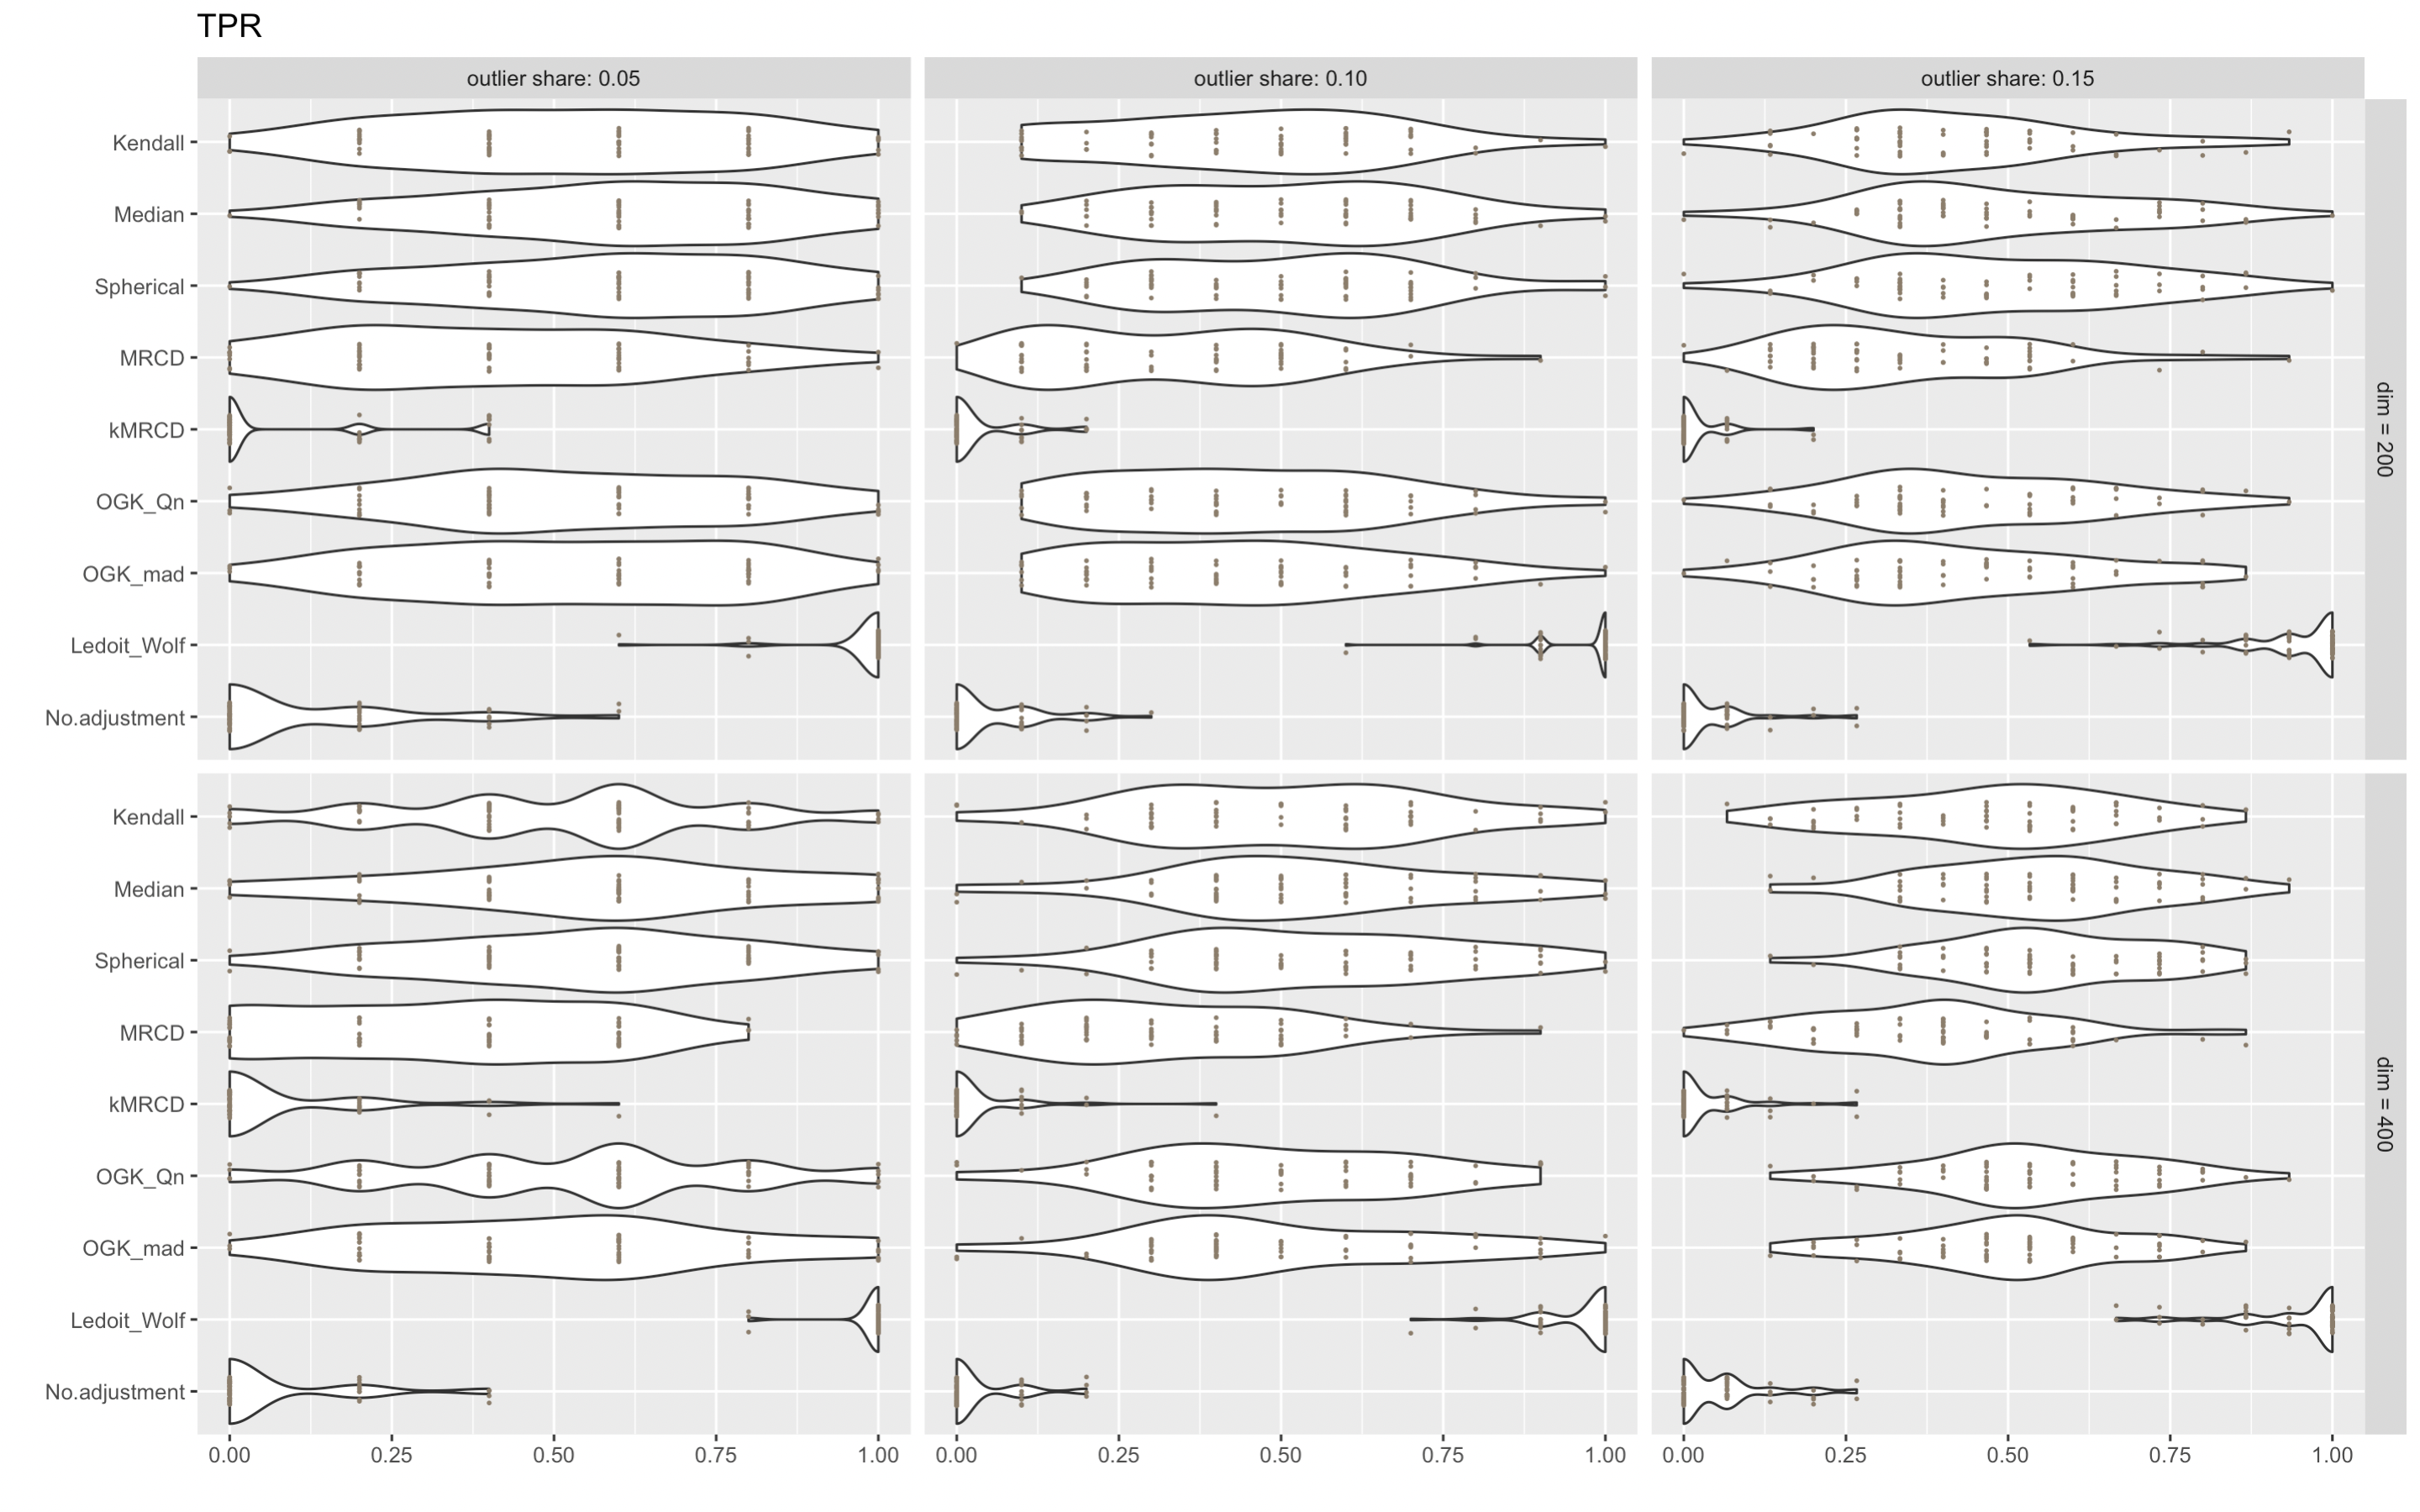 TPR
outlier share: 0.05 outlier share: 0.10 outlier share: 0.15
Kendall
Median
Spherical
MRCD
kMRCD
OGK_Qn
OGK_mad
Ledoit_Wolf
No.adjustment
dim = 200
Kendall
Median
Spherical
MRCD
kMRCD
OGK_Qn
OGK_mad
Ledoit_Wolf
No.adjustment
dim = 400
0.00 0.25 0.50 0.75 1.00 0.00 0.25 0.50 0.75 1.00 0.00 0.25 0.50 0.75 1.00